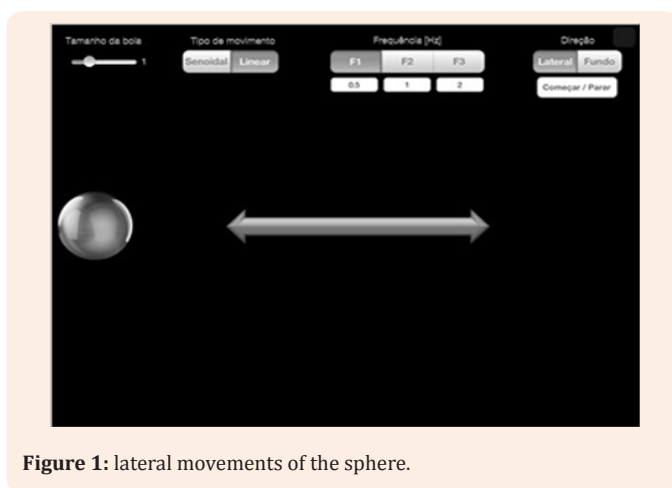 Tamanho da bola
1
Tipo de movimento
Senoidal Linear
Frequência [Hz]
F1 F2 F3
0.5 1 2
Direção
Lateral Fundo
Começar / Parar
Figure 1: lateral movements of the sphere.